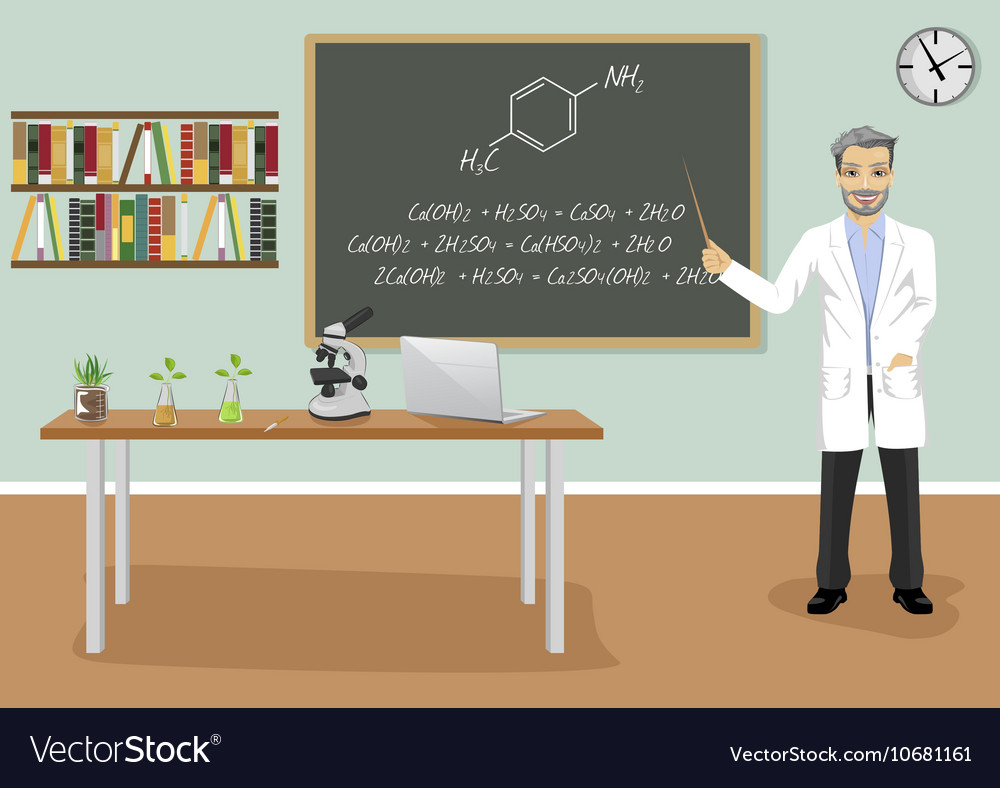 NH₂
H₃C
Ca(OH)₂ + H₂SO₄ = CaSO₄ + 2H₂O
Ca(OH)₂ + 2H₂SO₄ = Ca(HSO₄)₂ + 2H₂O
2Ca(OH)₂ + H₂SO₄ = Ca₂SO₄(OH)₂ + 2H₂O
VectorStock®
VectorStock.com/10681161